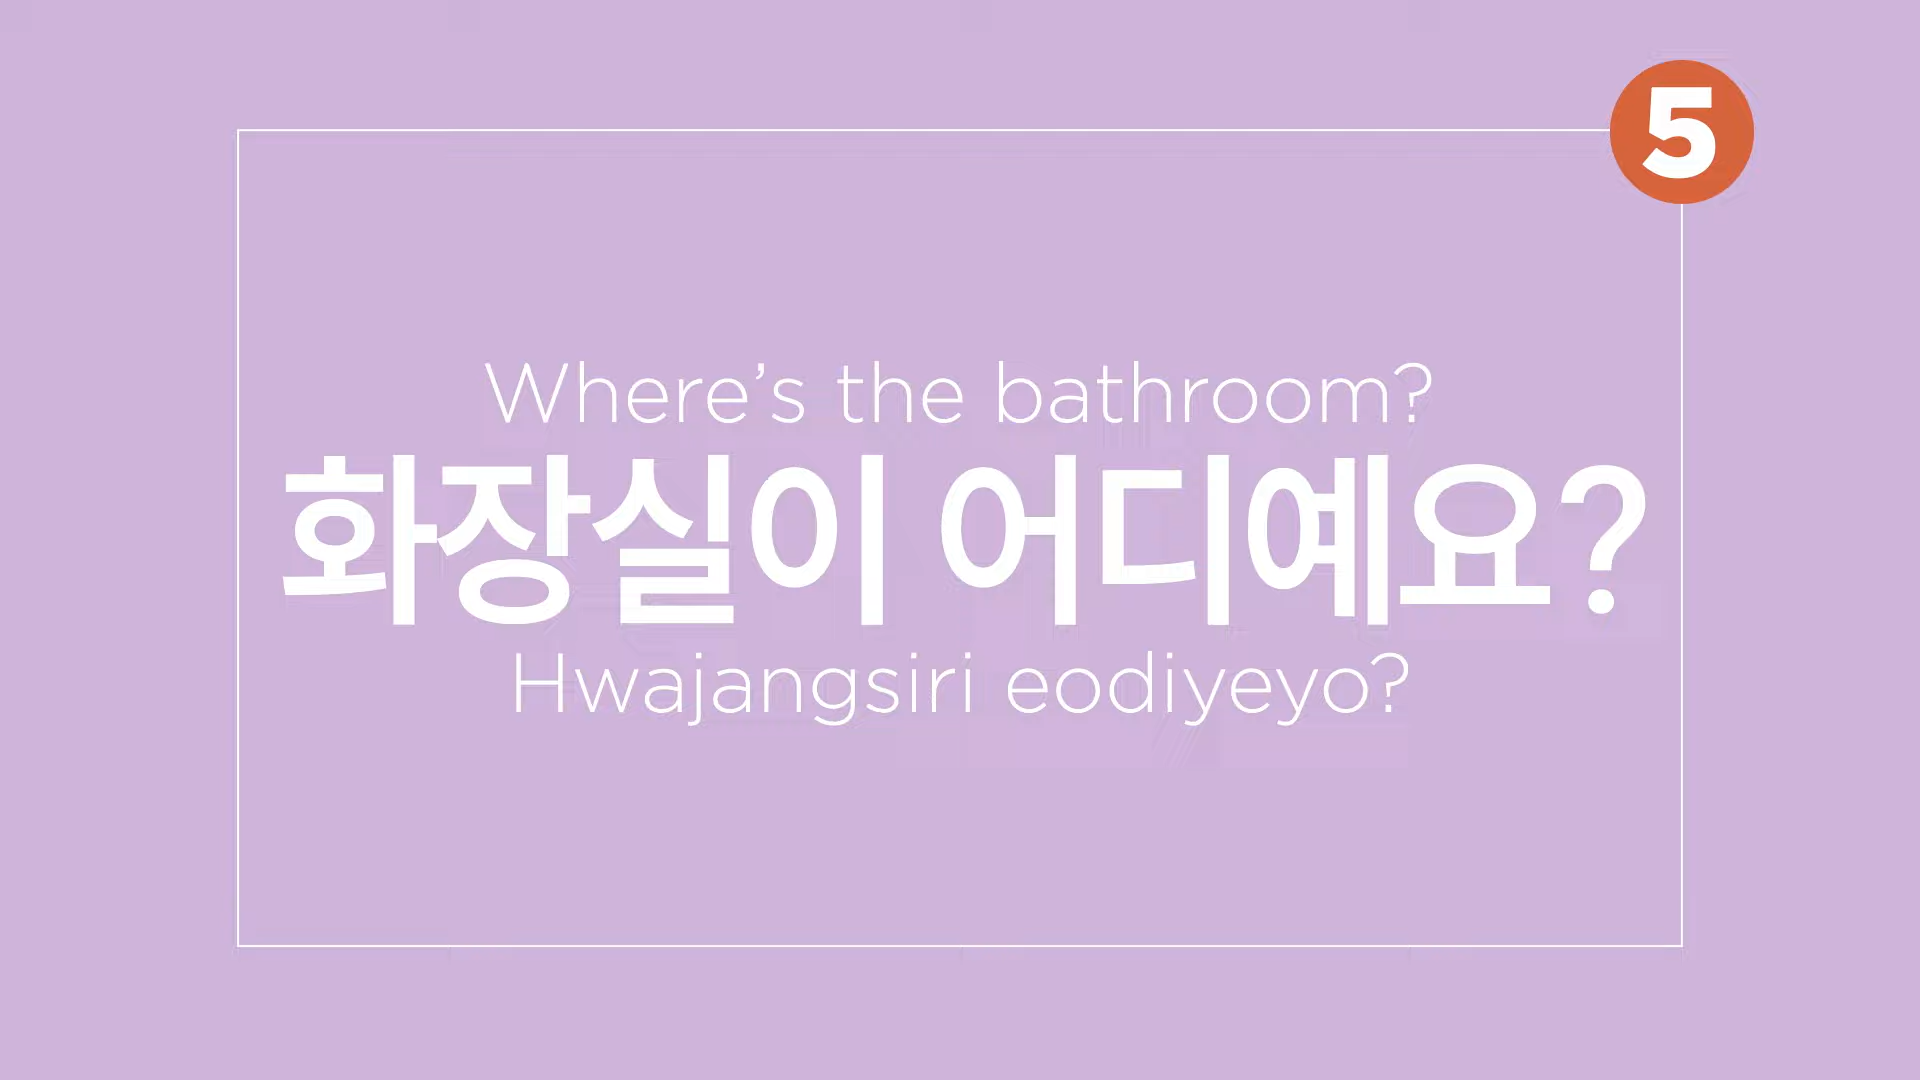 5
Where’s the bathroom?
화장실이 어디예요?
Hwajangsiri eodiyeyo?